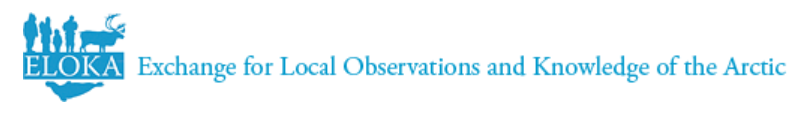 ELOKA Exchange for Local Observations and Knowledge of the Arctic